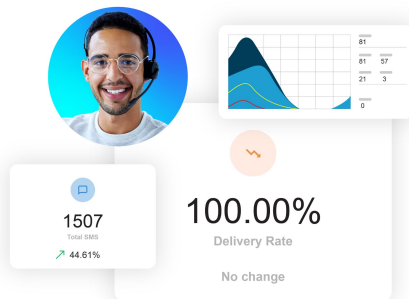 81
81 57
21 3
0
100.00%
Delivery Rate
No change
1507
Total SMS
44.61%